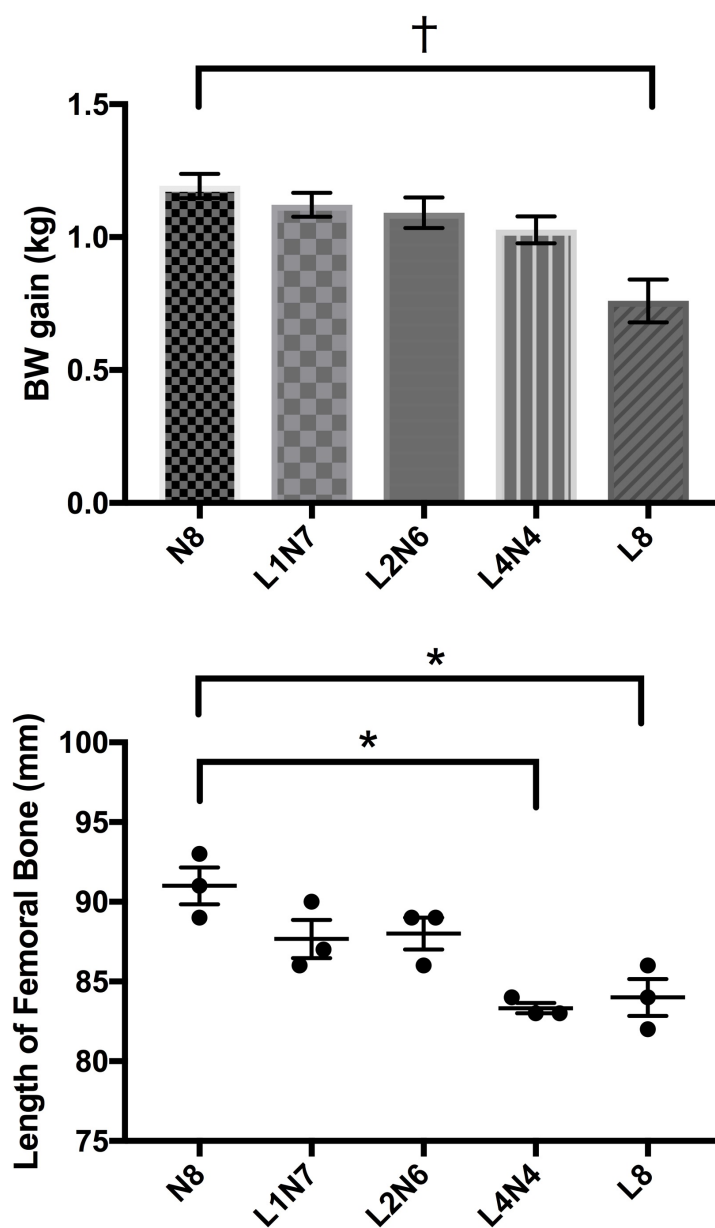 †
BW gain (kg)
1.5
1.0
0.5
0.0
N8
L1N7
L2N6
L4N4
L8
*
*
Length of Femoral Bone (mm)
100
95
90
85
80
75
N8
L1N7
L2N6
L4N4
L8